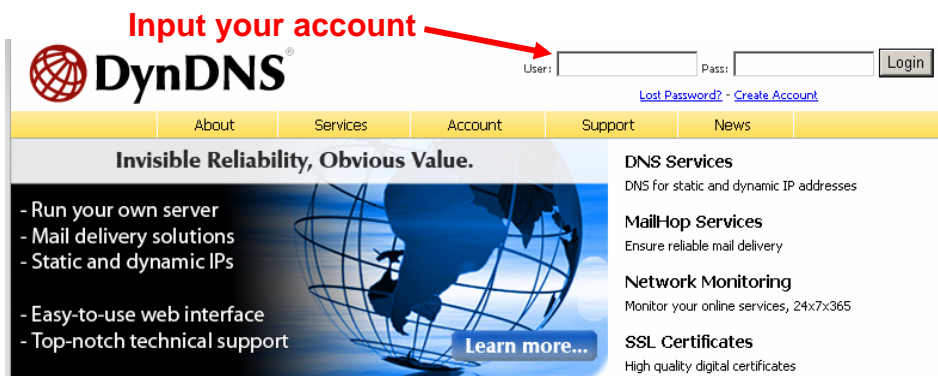 Input your account
DynDNS®
User: Pass: Login
Lost Password? - Create Account
About Services Account Support News
Invisible Reliability, Obvious Value.
- Run your own server
- Mail delivery solutions
- Static and dynamic IPs
- Easy-to-use web interface
- Top-notch technical support
Learn more...
DNS Services
DNS for static and dynamic IP addresses
MailHop Services
Ensure reliable mail delivery
Network Monitoring
Monitor your online services, 24x7x365
SSL Certificates
High quality digital certificates